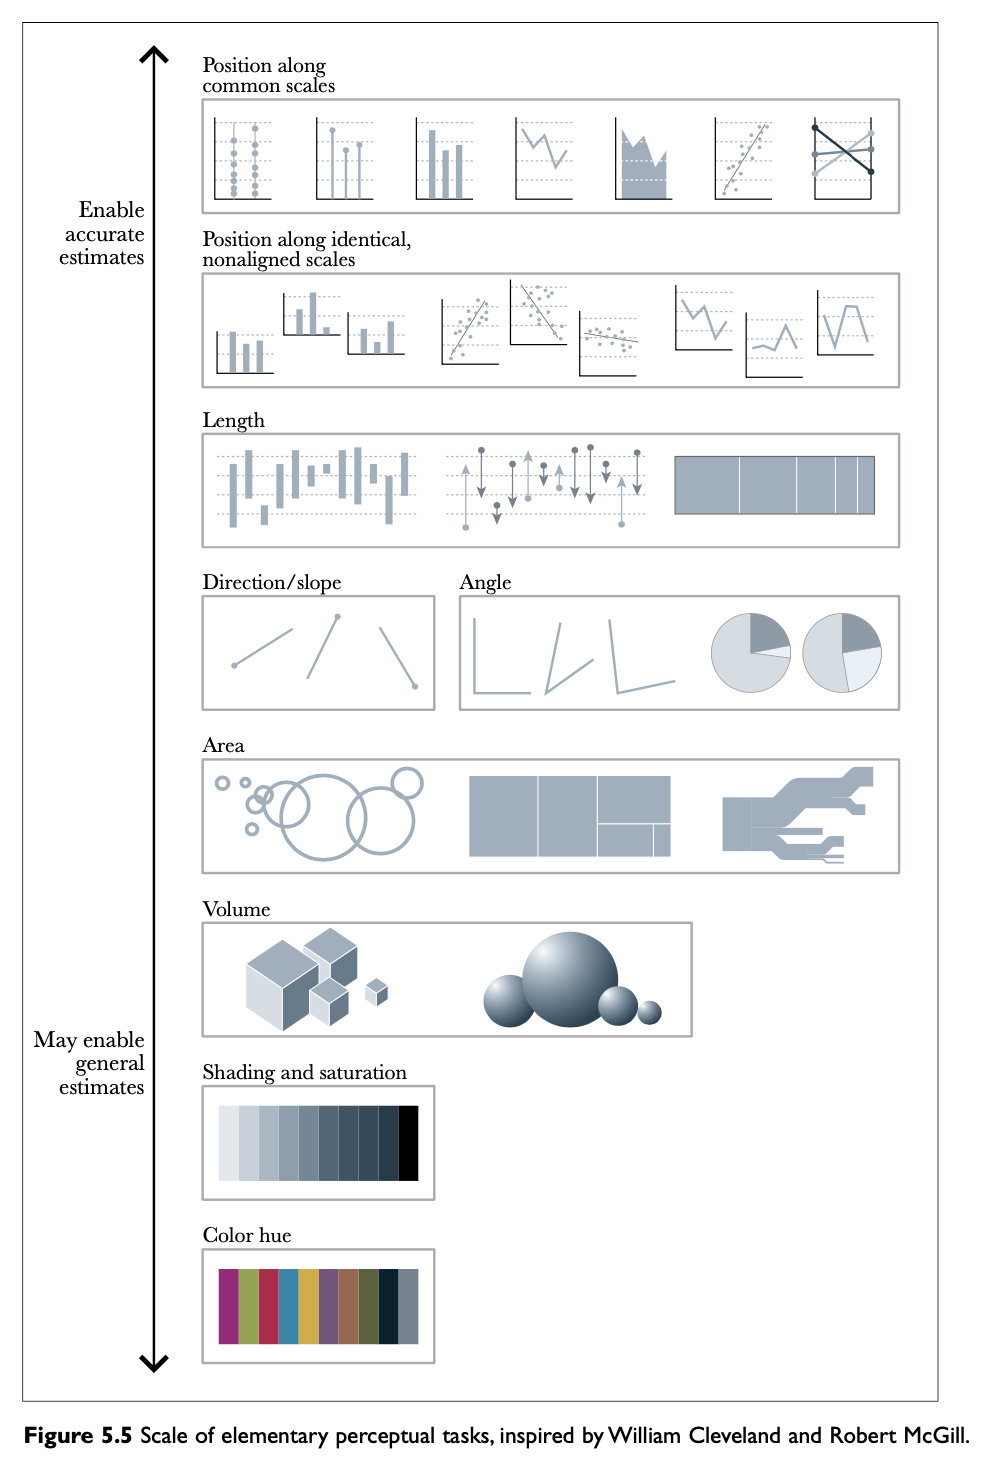 Position along
common scales
Enable
accurate
estimates
Position along identical,
nonaligned scales
Length
Direction/slope
Angle
Area
Volume
May enable
general
estimates
Shading and saturation
Color hue
Figure 5.5 Scale of elementary perceptual tasks, inspired by William Cleveland and Robert McGill.